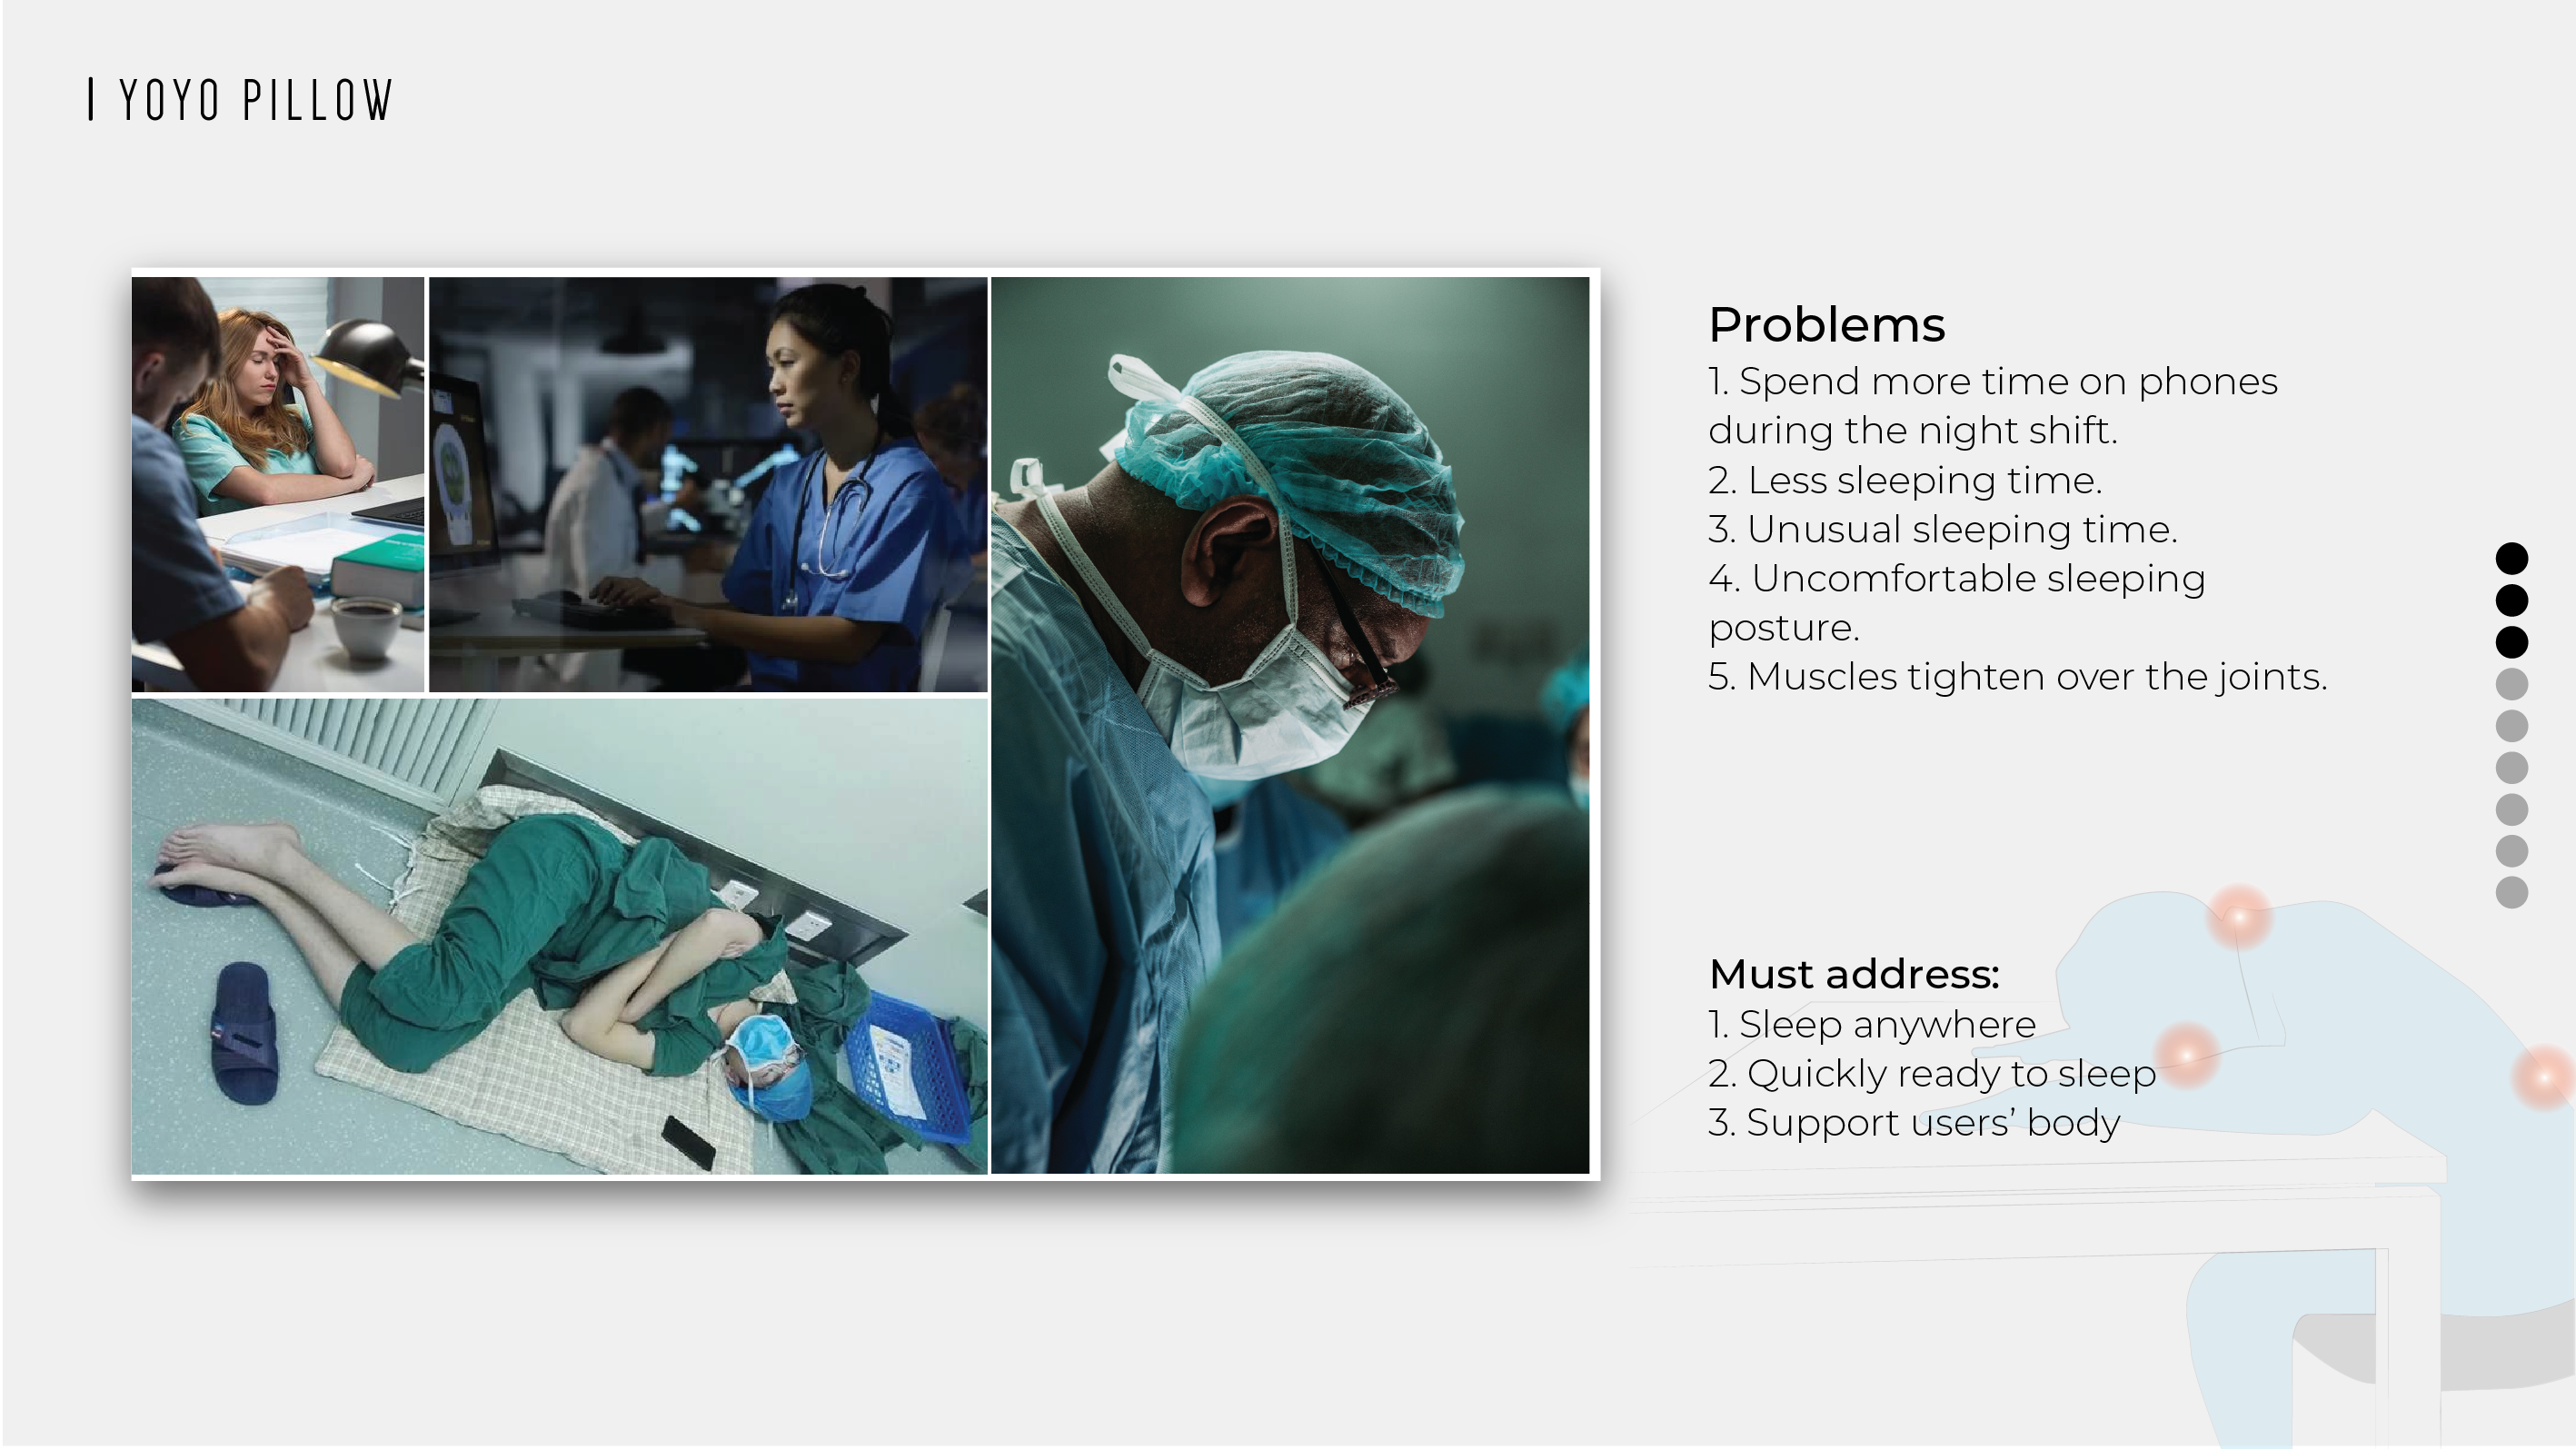 YOYO PILLOW
Problems
1. Spend more time on phones
during the night shift.
2. Less sleeping time.
3. Unusual sleeping time.
4. Uncomfortable sleeping
posture.
5. Muscles tighten over the joints.
Must address:
1. Sleep anywhere
2. Quickly ready to sleep
3. Support users’ body